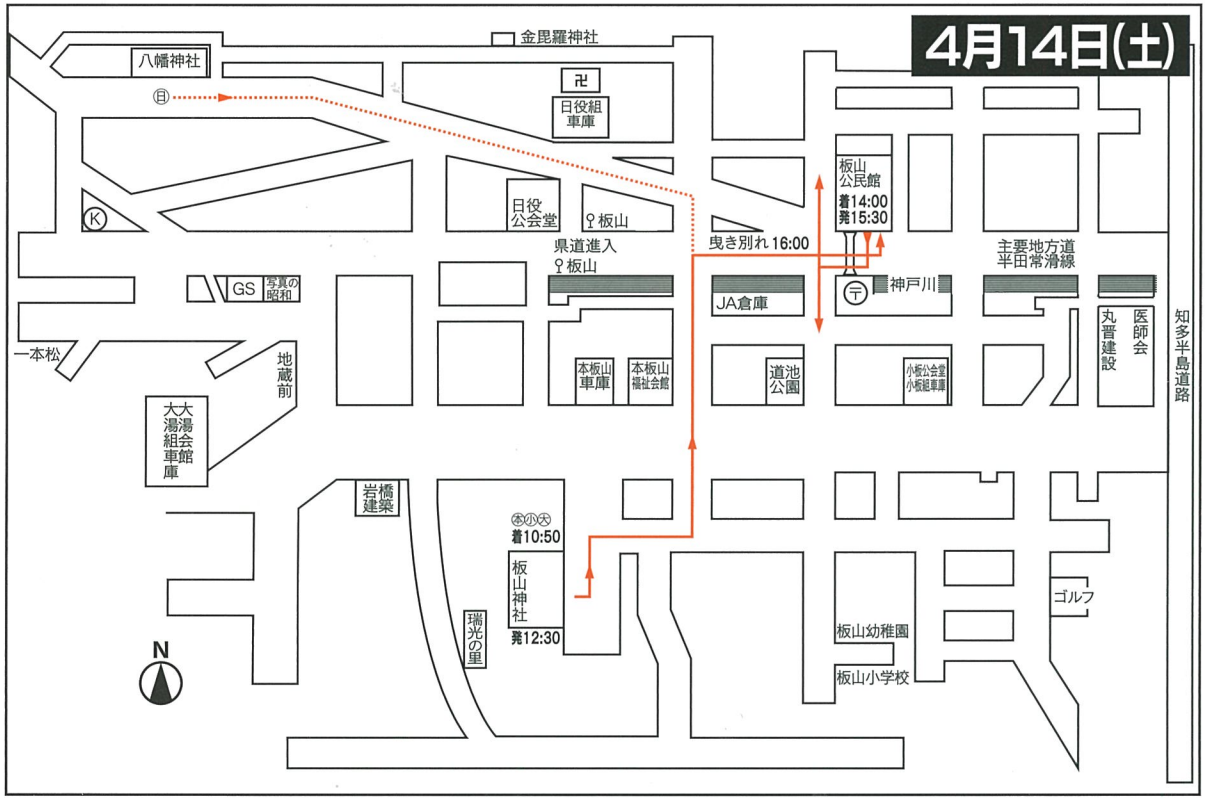 4月14日(土)
金毘羅神社
八幡神社
㊐
卍
日役組
車庫
板山
公民館
着14:00
発15:30
日役
公会堂
板山
K
曳き別れ16:00
県道進入
板山
主要地方道
半田常滑線
GS
写真の
昭和
JA倉庫
〒
神戸川
丸晋建設
医師会
知多半島道路
一本松
地蔵前
本板山
車庫
本板山
福祉会館
道池
公園
小板公会堂
小板組車庫
大湯会館
大湯組車庫
岩橋
建築
本小大
着10:50
板山神社
発12:30
瑞光の里
ゴルフ
板山幼稚園
板山小学校
N